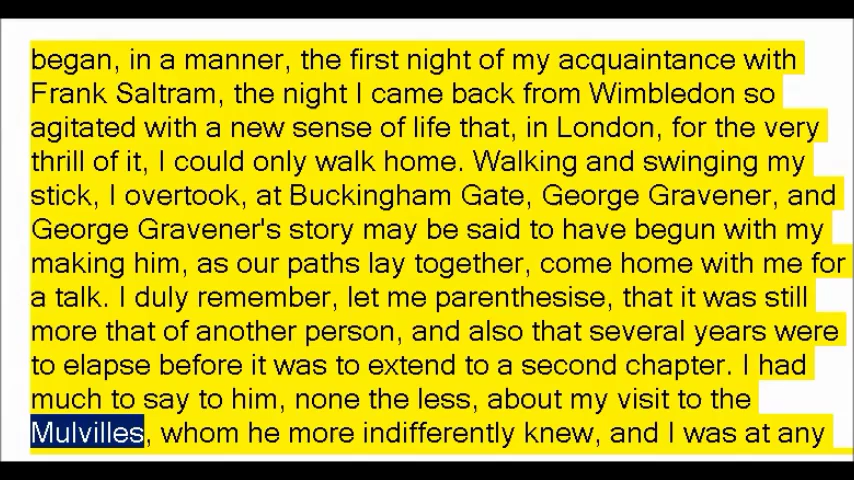 began, in a manner, the first night of my acquaintance with
Frank Saltram, the night I came back from Wimbledon so
agitated with a new sense of life that, in London, for the very
thrill of it, I could only walk home. Walking and swinging my
stick, I overtook, at Buckingham Gate, George Gravener, and
George Gravener's story may be said to have begun with my
making him, as our paths lay together, come home with me for
a talk. I duly remember, let me parenthesise, that it was still
more that of another person, and also that several years were
to elapse before it was to extend to a second chapter. I had
much to say to him, none the less, about my visit to the
Mulvilles, whom he more indifferently knew, and I was at any